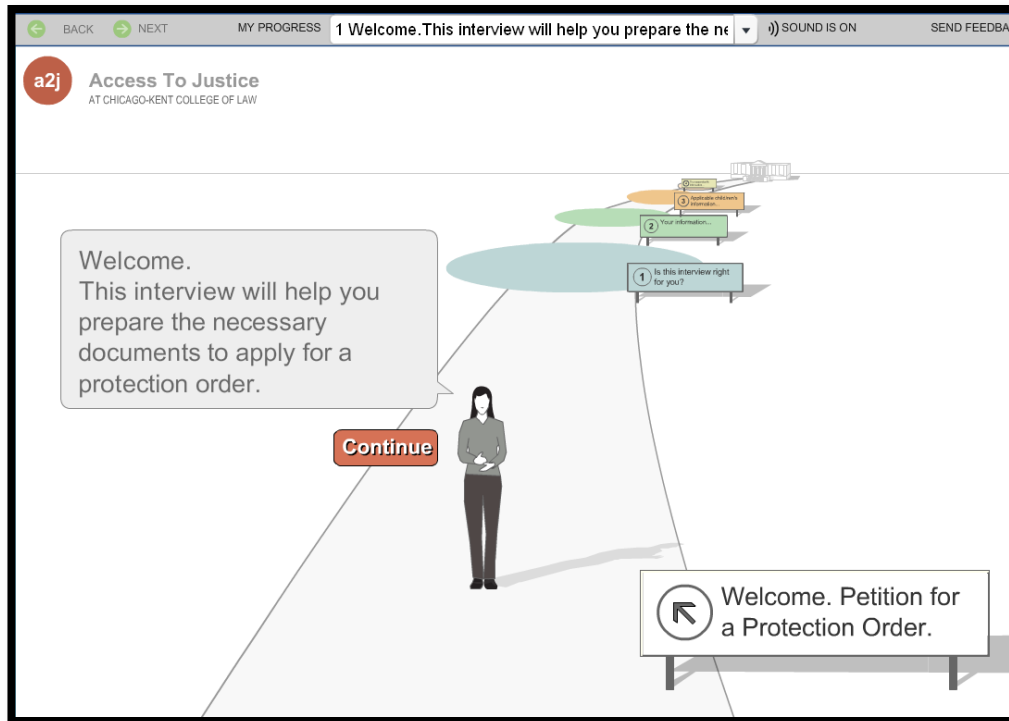 BACK NEXT MY PROGRESS 1 Welcome.This interview will help you prepare the ne SOUND IS ON SEND FEEDBA
a2j Access To Justice
AT CHICAGO-KENT COLLEGE OF LAW
3 Applicable children's
information...
2 Your information...
1 Is this interview right
for you?
Welcome.
This interview will help you
prepare the necessary
documents to apply for a
protection order.
Continue
Welcome. Petition for
a Protection Order.